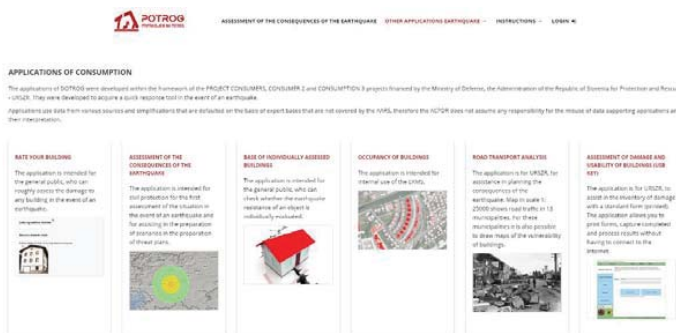 POTROG
ASSESSMENT OF THE CONSEQUENCES OF THE EARTHQUAKE OTHER APPLICATIONS EARTHQUAKE INSTRUCTIONS LOGIN
APPLICATIONS OF CONSUMPTION
The applications of POTROG were developed within the framework of the PROJECT CONSUMERS, CONSUMER 2 and CONSUMPTION 3 projects financed by the Ministry of Defense, the Administration of the Republic of Slovenia for Protection and Rescue
- URSZR. They were developed to acquire a quick response tool in the event of an earthquake.
Applications use data from various sources and simplifications that are defaulted on the basis of expert bases that are not covered by the therefore the does not assume any responsibility for the misuse of data supporting applications and
their interpretation.
RATE YOUR BUILDING
The application is intended for
the general public, who can
roughly assess the damage to
any building in the event of an
earthquake.
ASSESSMENT OF THE
CONSEQUENCES OF THE
EARTHQUAKE
The application is intended for
civil protection for the first
assessment of the situation in
the event of an earthquake and
for assisting in the preparation
of scenarios in the preparation
of threat plans.
BASE OF INDIVIDUALLY ASSESSED
BUILDINGS
The application is intended for
the general public, who can
check whether the earthquake
resistance of an object is
individually evaluated.
OCCUPANCY OF BUILDINGS
The application is intended for
internal use of the
ROAD TRANSPORT ANALYSIS
The application is for URSZR, for
assistance in planning the
consequences of the
earthquake. Map in scale 1:
25000 shows road traffic in 13
municipalities. For these
municipalities it is also possible
to draw maps of the vulnerability
of buildings.
ASSESSMENT OF DAMAGE AND
USABILITY OF BUILDINGS (USB
KEY)
The application is for URSZR, to
assist in the inventory of damage
with a standard form (portable).
The application allows you to
print forms, capture completed
and process results without
having to connect to the
internet.